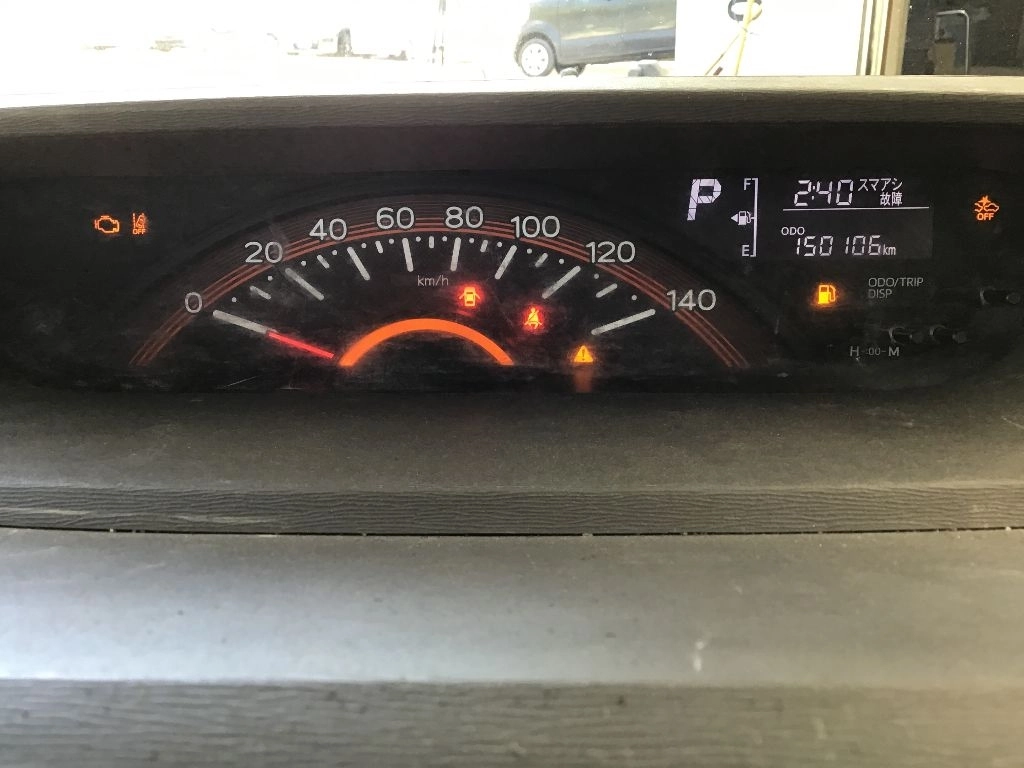 0
20
40
60
80
100
120
140
km/h
OFF
P
F
E
2:40 スマアシ
故障
ODO
150106km
OFF
ODO/TRIP
DISP
H -:00- M